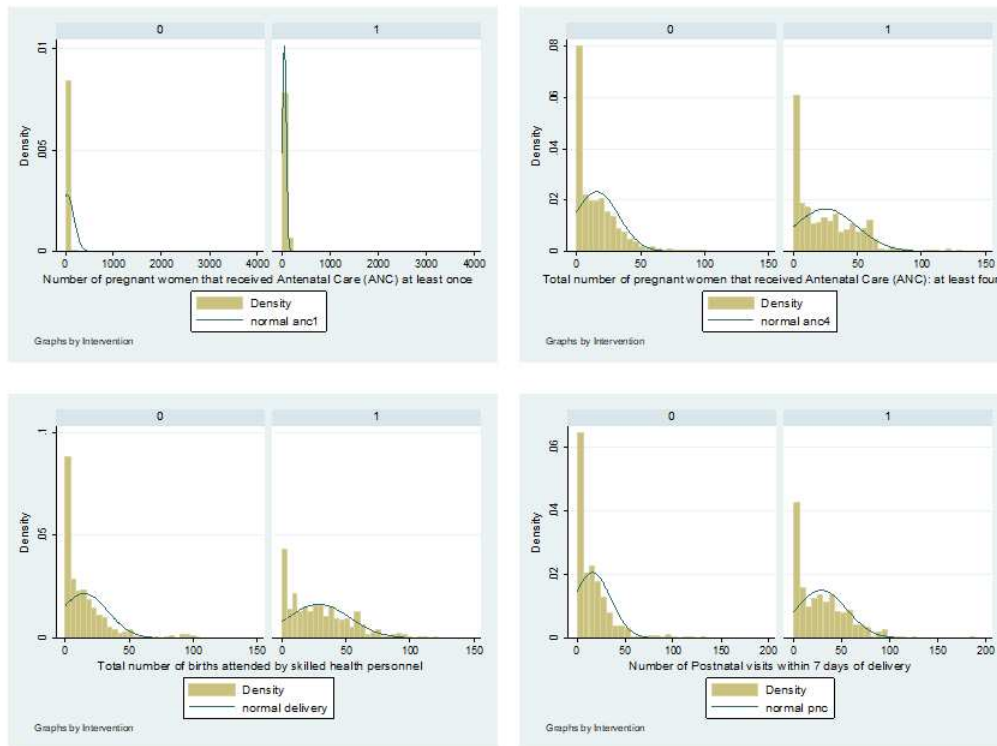 0 1
Density
0 .005 .01
0 1000 2000 3000 4000 0 1000 2000 3000 4000
Number of pregnant women that received Antenatal Care (ANC) at least once
Density
normal anc1
Graphs by Intervention
0 1
Density
0 .02 .04 .06 .08
0 50 100 150 0 50 100 150
Total number of pregnant women that received Antenatal Care (ANC): at least four
Density
normal anc4
Graphs by Intervention
0 1
Density
0 .05 .1
0 50 100 150 0 50 100 150
Total number of births attended by skilled health personnel
Density
normal delivery
Graphs by Intervention
0 1
Density
0 .02 .04 .06
0 50 100 150 200 0 50 100 150 200
Number of Postnatal visits within 7 days of delivery
Density
normal pnc
Graphs by Intervention